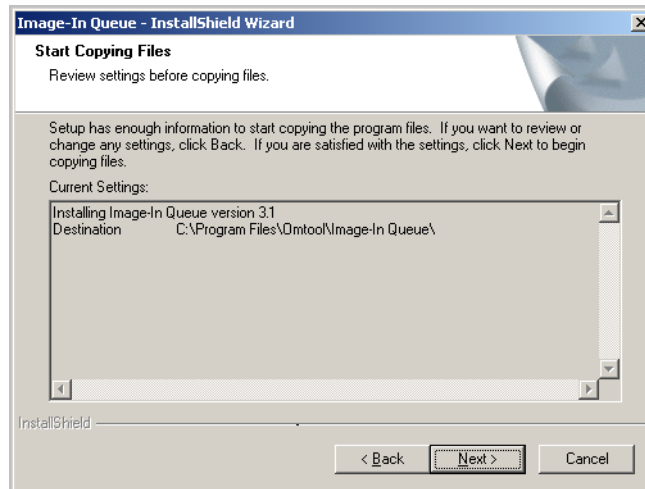 Image-In Queue - InstallShield Wizard
Start Copying Files
Review settings before copying files.
Setup has enough information to start copying the program files. If you want to review or
change any settings, click Back. If you are satisfied with the settings, click Next to begin
copying files.
Current Settings:
Installing Image-In Queue version 3.1
Destination C:\Program Files\Omtool\Image-In Queue\
InstallShield
< Back Next > Cancel